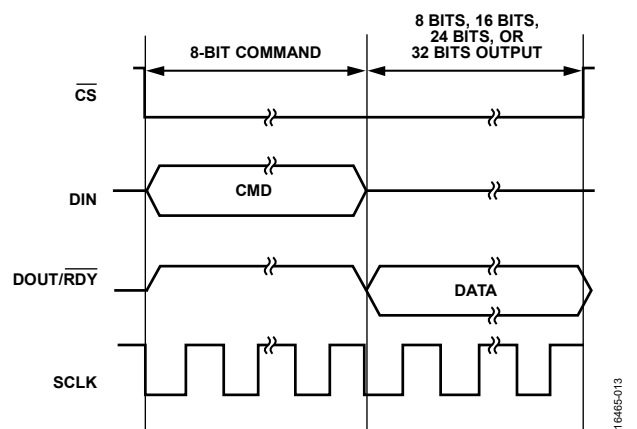 8 BITS, 16 BITS,
24 BITS, OR
32 BITS OUTPUT
8-BIT COMMAND
CS
DIN
CMD
DOUT/RDY
DATA
SCLK
16465-013